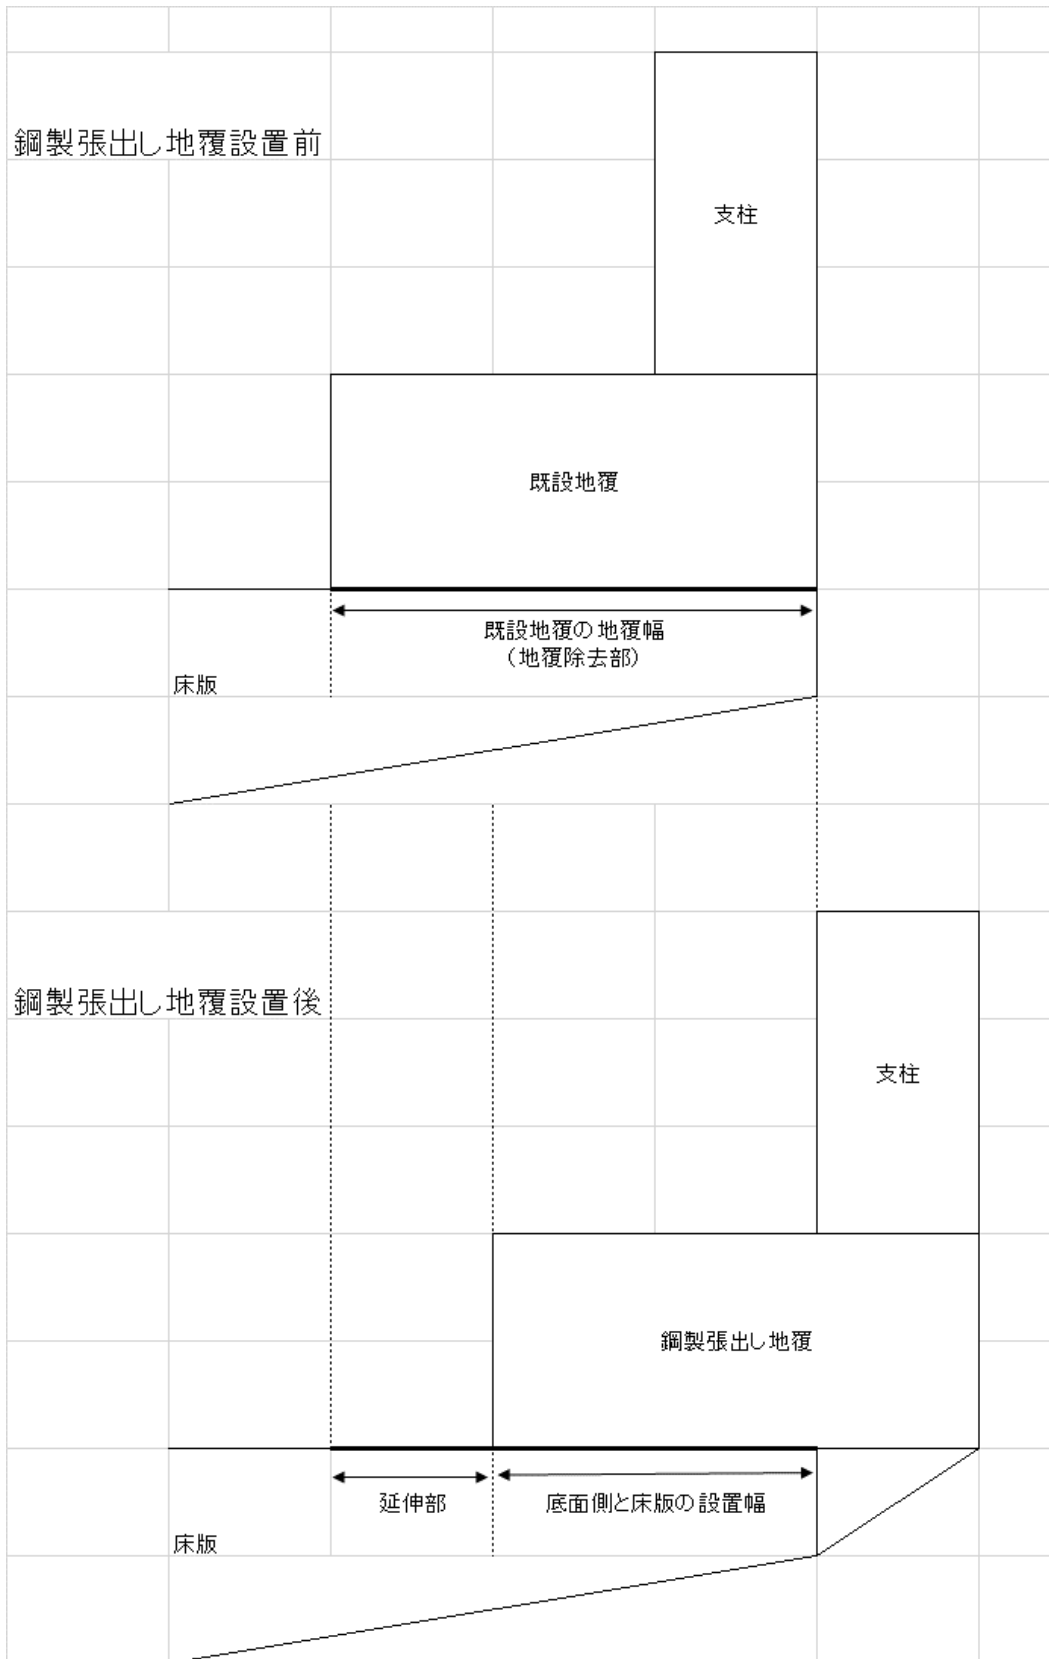 鋼製張出し地覆設置前
支柱
既設地覆
既設地覆の地覆幅
（地覆除去部）
床版
鋼製張出し地覆設置後
支柱
鋼製張出し地覆
延伸部
底面側と床版の設置幅
床版